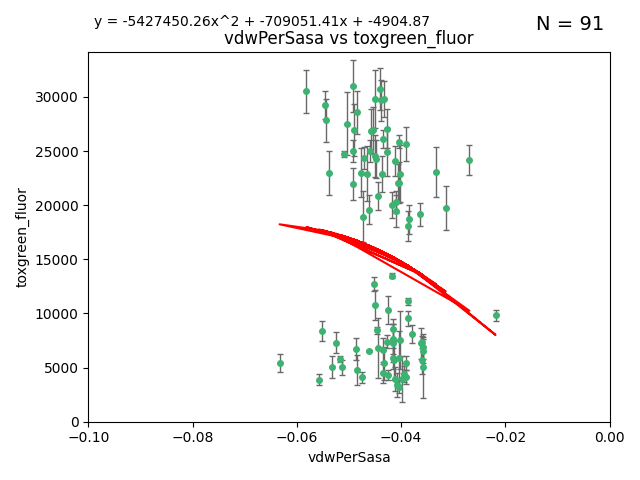 y = -5427450.26x^2 + -709051.41x + -4904.87
N = 91
vdwPerSasa vs toxgreen_fluor
toxgreen_fluor
30000
25000
20000
15000
10000
5000
0
−0.10
−0.08
−0.06
−0.04
−0.02
0.00
vdwPerSasa